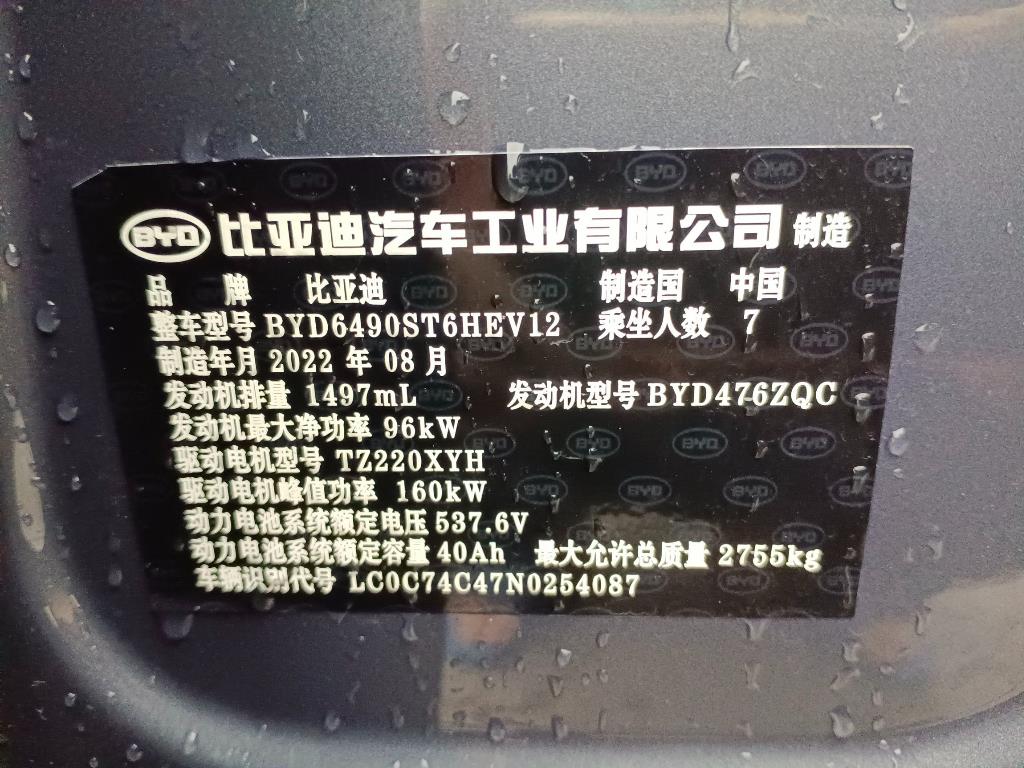 BYD 比亚迪汽车工业有限公司 制造
品 牌 比亚迪 制造国 中国
整车型号 BYD6490ST6HEV12 乘坐人数 7
制造年月 2022 年 08 月
发动机排量 1497mL 发动机型号 BYD476ZQC
发动机最大净功率 96kW
驱动电机型号 TZ220XYH
驱动电机峰值功率 160kW
动力电池系统额定电压 537.6V
动力电池系统额定容量 40Ah 最大允许总质量 2755kg
车辆识别代号 LC0C74C47N0254087